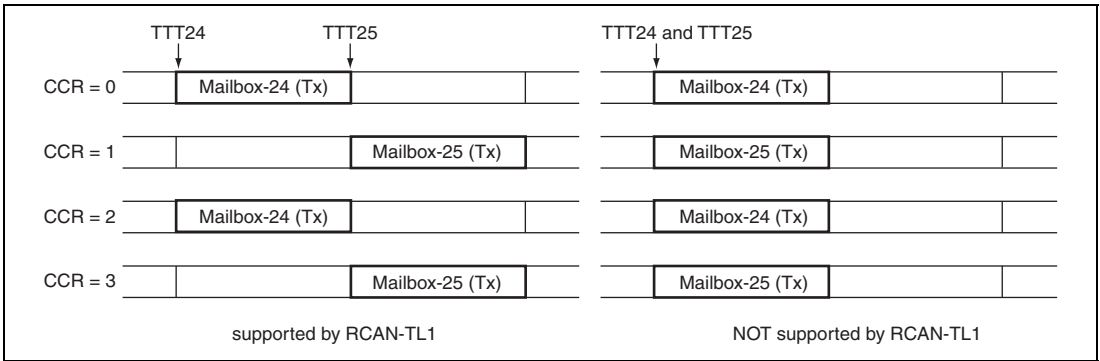 TTT24 TTT25 TTT24 and TTT25
CCR = 0 Mailbox-24 (Tx) Mailbox-24 (Tx)
CCR = 1 Mailbox-25 (Tx) Mailbox-25 (Tx)
CCR = 2 Mailbox-24 (Tx) Mailbox-24 (Tx)
CCR = 3 Mailbox-25 (Tx) Mailbox-25 (Tx)
supported by RCAN-TL1 NOT supported by RCAN-TL1